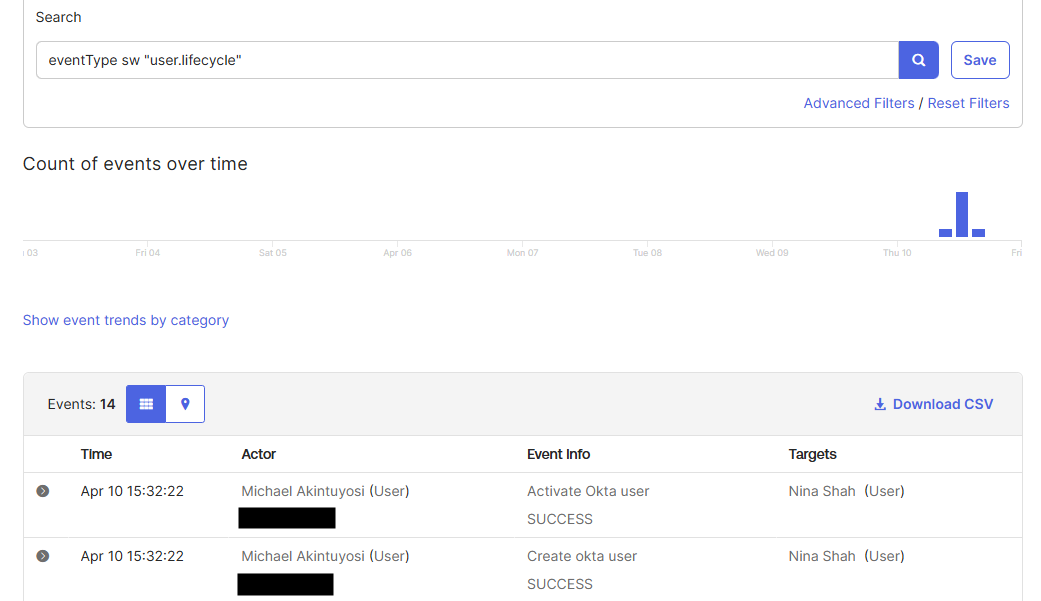 Search
eventType sw "user.lifecycle"
Save
Advanced Filters / Reset Filters
Count of events over time
03 Fri 04 Sat 05 Apr 06 Mon 07 Tue 08 Wed 09 Thu 10 Fri
Show event trends by category
Events: 14 Download CSV
Time Actor Event Info Targets
Apr 10 15:32:22 Michael Akintuyosi (User) Activate Okta user Nina Shah (User)
SUCCESS
Apr 10 15:32:22 Michael Akintuyosi (User) Create okta user Nina Shah (User)
SUCCESS